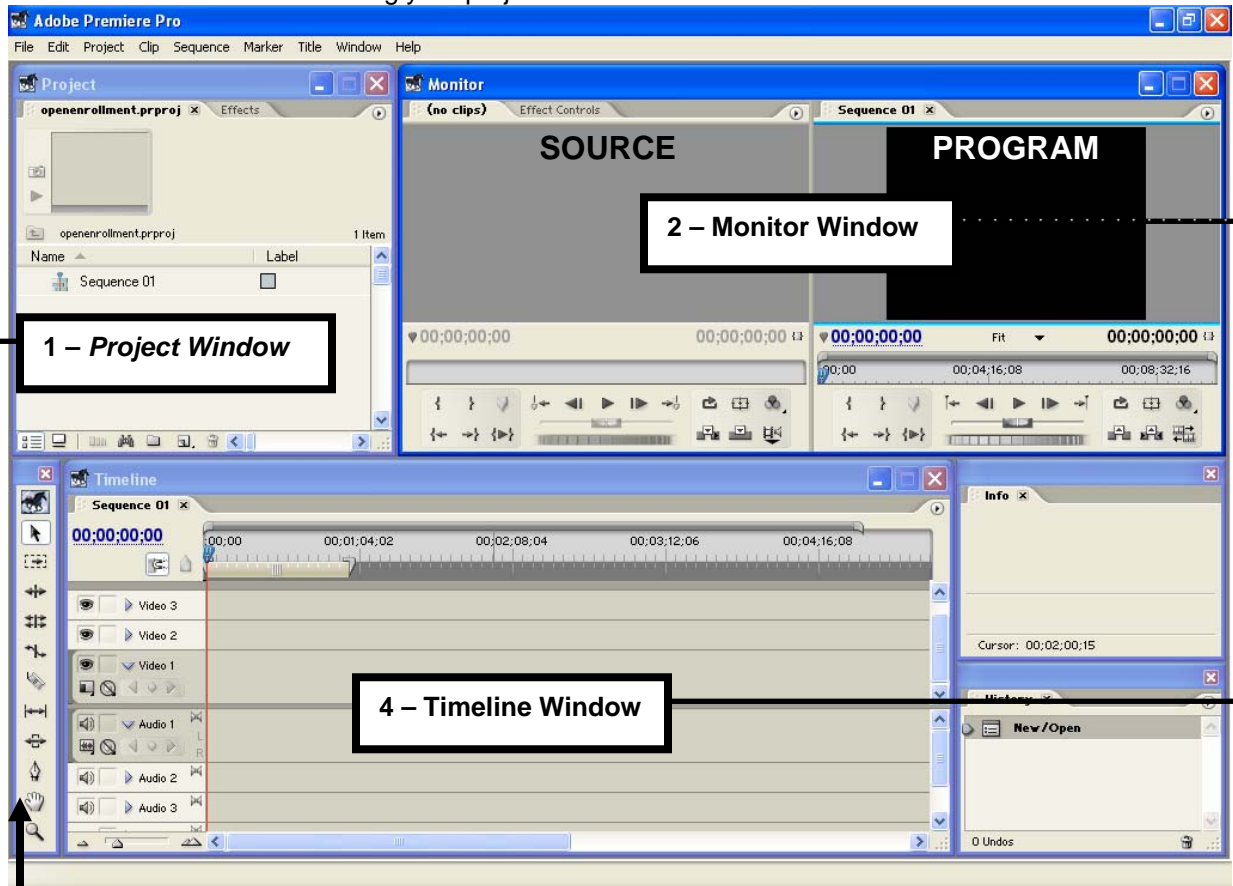 Adobe Premiere Pro
File Edit Project Clip Sequence Marker Title Window Help
Project
openenrollment.prproj Effects
openenrollment.prproj 1 Item
Name Label
Sequence 01
1 – Project Window
Monitor
(no clips) Effect Controls
SOURCE
Sequence 01
PROGRAM
2 – Monitor Window
00;00;00;00 00;00;00;00
00;00;00;00 Fit 00;00;00;00
00;00 00;04;16;08 00;08;32;16
Timeline
Sequence 01
00;00;00;00
00;00 00;01;04;02 00;02;08;04 00;03;12;06 00;04;16;08
Video 3
Video 2
Video 1
Audio 1
L
R
Audio 2
Audio 3
4 – Timeline Window
Info
Cursor: 00;02;00;15
History
New/Open
0 Undos